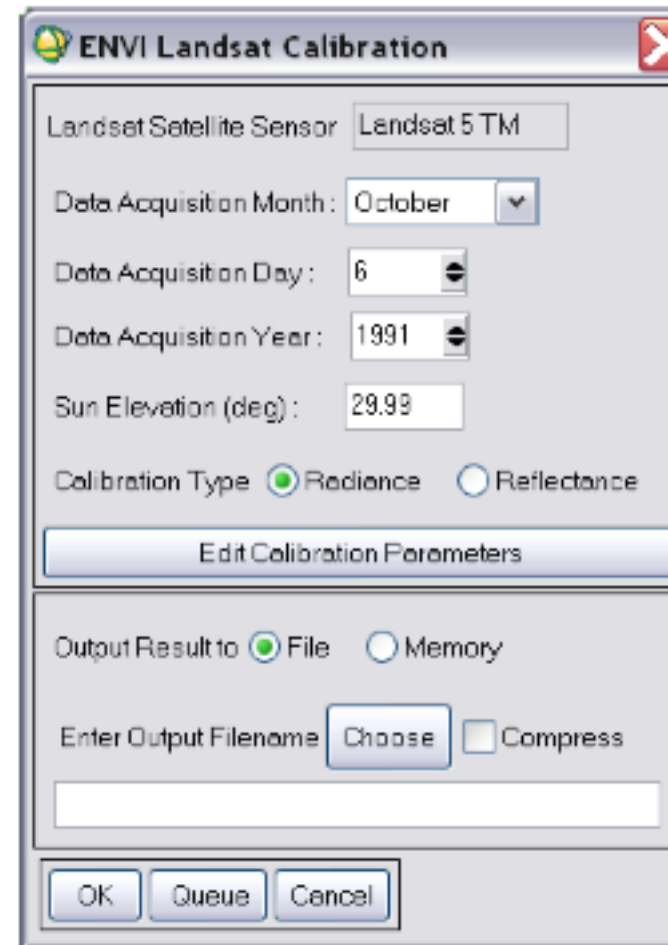 ENVI Landsat Calibration
Landsat Satellite Sensor Landsat 5 TM
Data Acquisition Month : October
Data Acquisition Day : 6
Data Acquisition Year : 1991
Sun Elevation (deg) : 29.99
Calibration Type Radiance Reflectance
Edit Calibration Parameters
Output Result to File Memory
Enter Output Filename Choose Compress
OK Queue Cancel